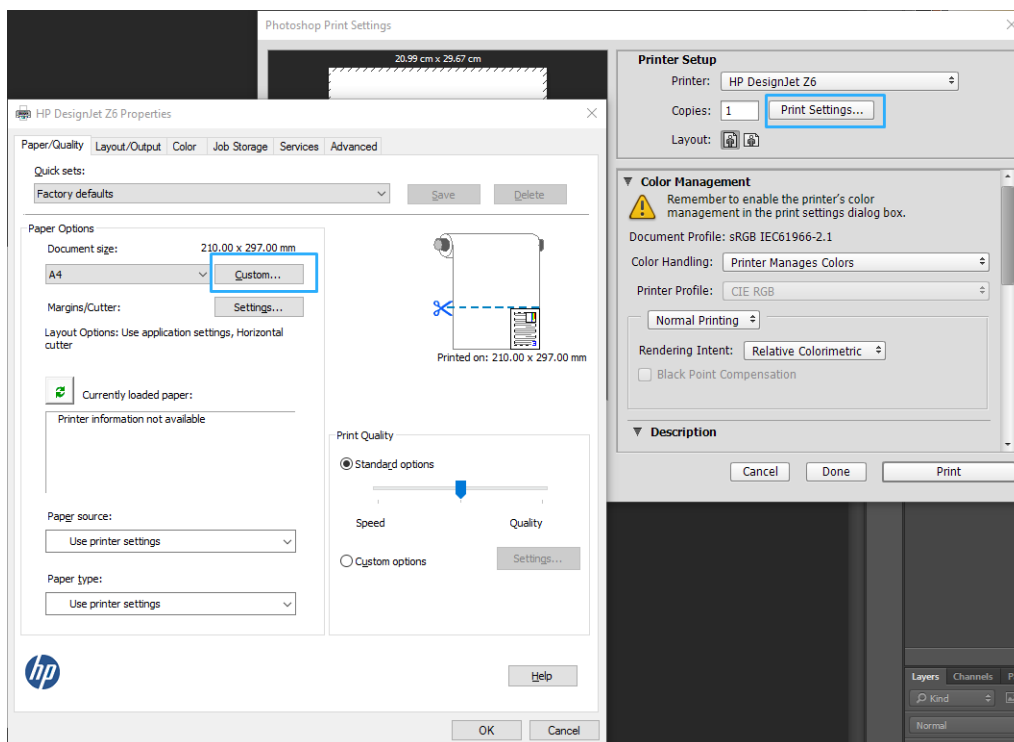 Photoshop Print Settings
20.99 cm x 29.67 cm
Printer Setup
Printer: HP DesignJet Z6
Copies: 1 Print Settings...
Layout:
Color Management
Remember to enable the printer's color
management in the print settings dialog box.
Document Profile: sRGB IEC61966-2.1
Color Handling: Printer Manages Colors
Printer Profile: CIE RGB
Normal Printing
Rendering Intent: Relative Colorimetric
Black Point Compensation
Description
Cancel Done Print
HP DesignJet Z6 Properties
Paper/Quality Layout/Output Color Job Storage Services Advanced
Quick sets:
Factory defaults Save Delete
Paper Options
Document size: 210.00 x 297.00 mm
A4 Custom...
Margins/Cutter: Settings...
Layout Options: Use application settings, Horizontal
cutter
Printed on: 210.00 x 297.00 mm
Currently loaded paper:
Printer information not available
Print Quality
Standard options
Speed Quality
Custom options Settings...
Paper source:
Use printer settings
Paper type:
Use printer settings
hp
Help
OK Cancel
Layers Channels P
Kind
Normal